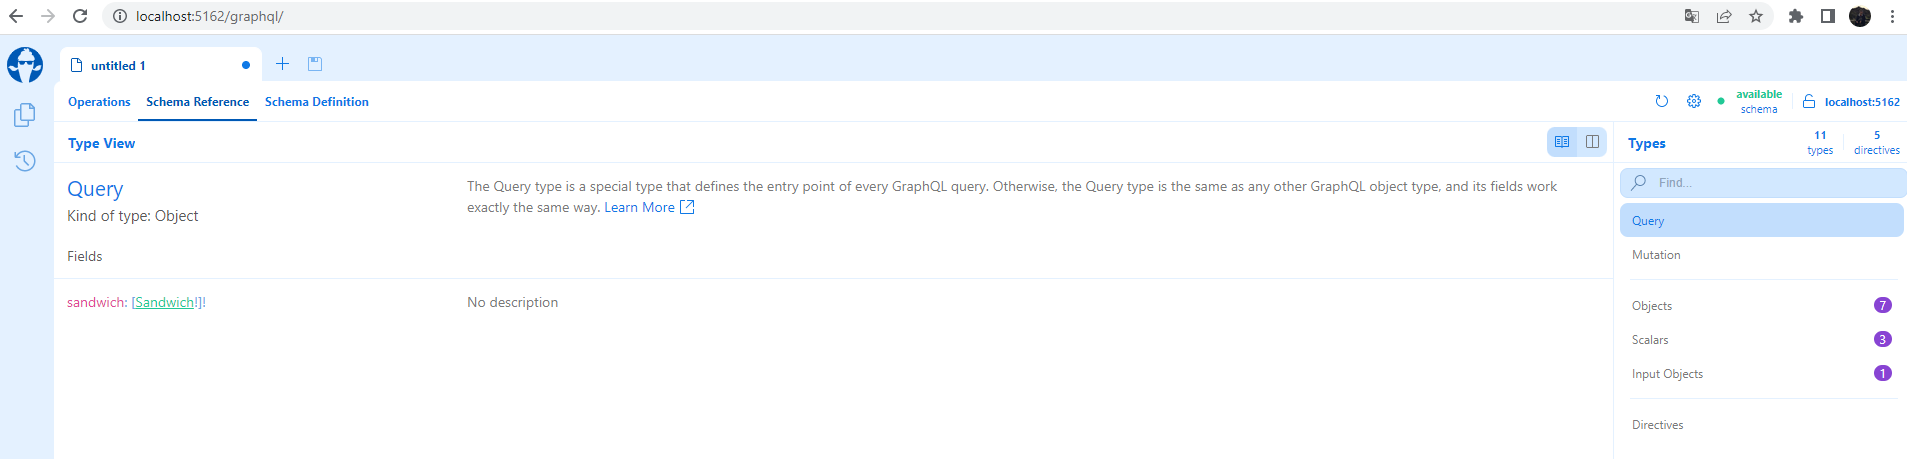 localhost:5162/graphql/
untitled 1
Operations Schema Reference Schema Definition
available
schema
localhost:5162
Type View
Types
11
types
5
directives
Query
Kind of type: Object
The Query type is a special type that defines the entry point of every GraphQL query. Otherwise, the Query type is the same as any other GraphQL object type, and its fields work
exactly the same way. Learn More
Fields
sandwich: [Sandwich!]!
No description
Find...
Query
Mutation
Objects 7
Scalars 3
Input Objects 1
Directives